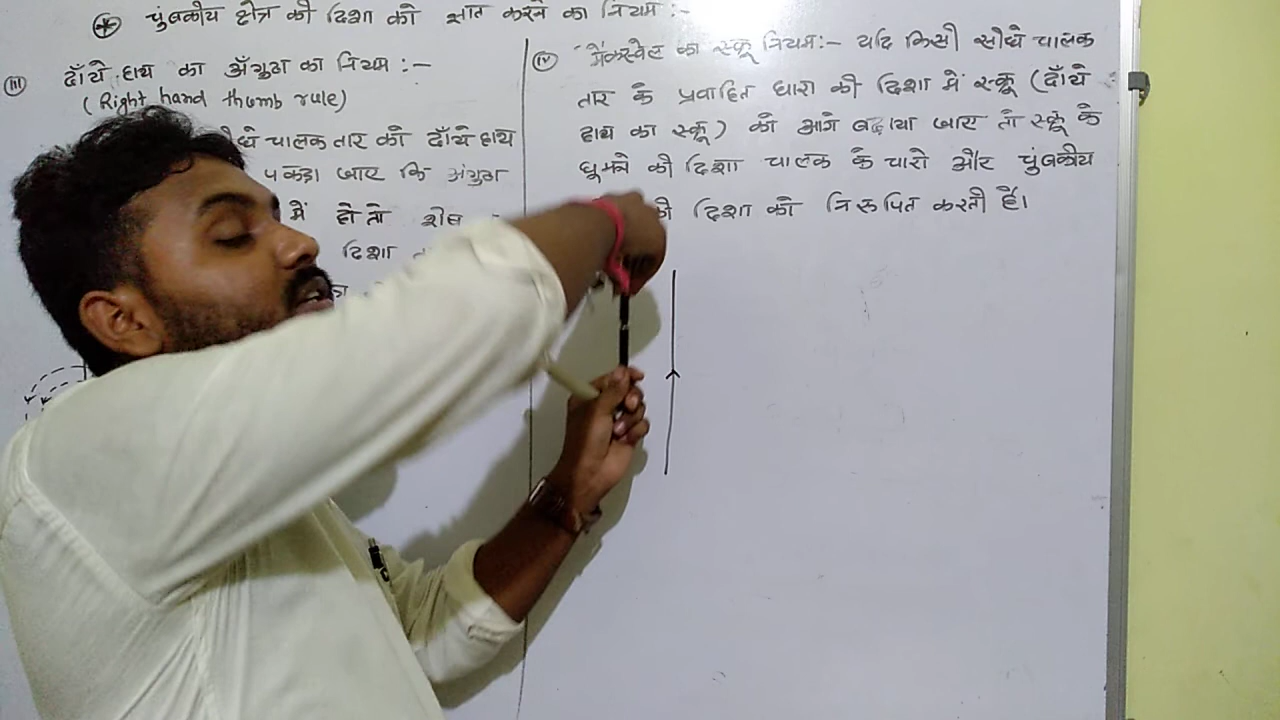 चुंबकीय क्षेत्र की दिशा को ज्ञात करने का नियम :-
(iii) दाँये हाथ का अँगुठा का नियम :-
(Right hand thumb rule)
चालक तार को दाँये हाथ
पकड़ा जाए कि अंगुठा
में हो तो शेष
दिशा
(iv) मैक्सवेल का स्क्रू नियम:- यदि किसी सीधे चालक
तार के प्रवाहित धारा की दिशा में स्क्रू (दाँये
हाथ का स्क्रू) को आगे बढ़ाया जाए तो स्क्रू के
घूमने की दिशा चालक के चारो और चुंबकीय
की दिशा को निरूपित करती है।